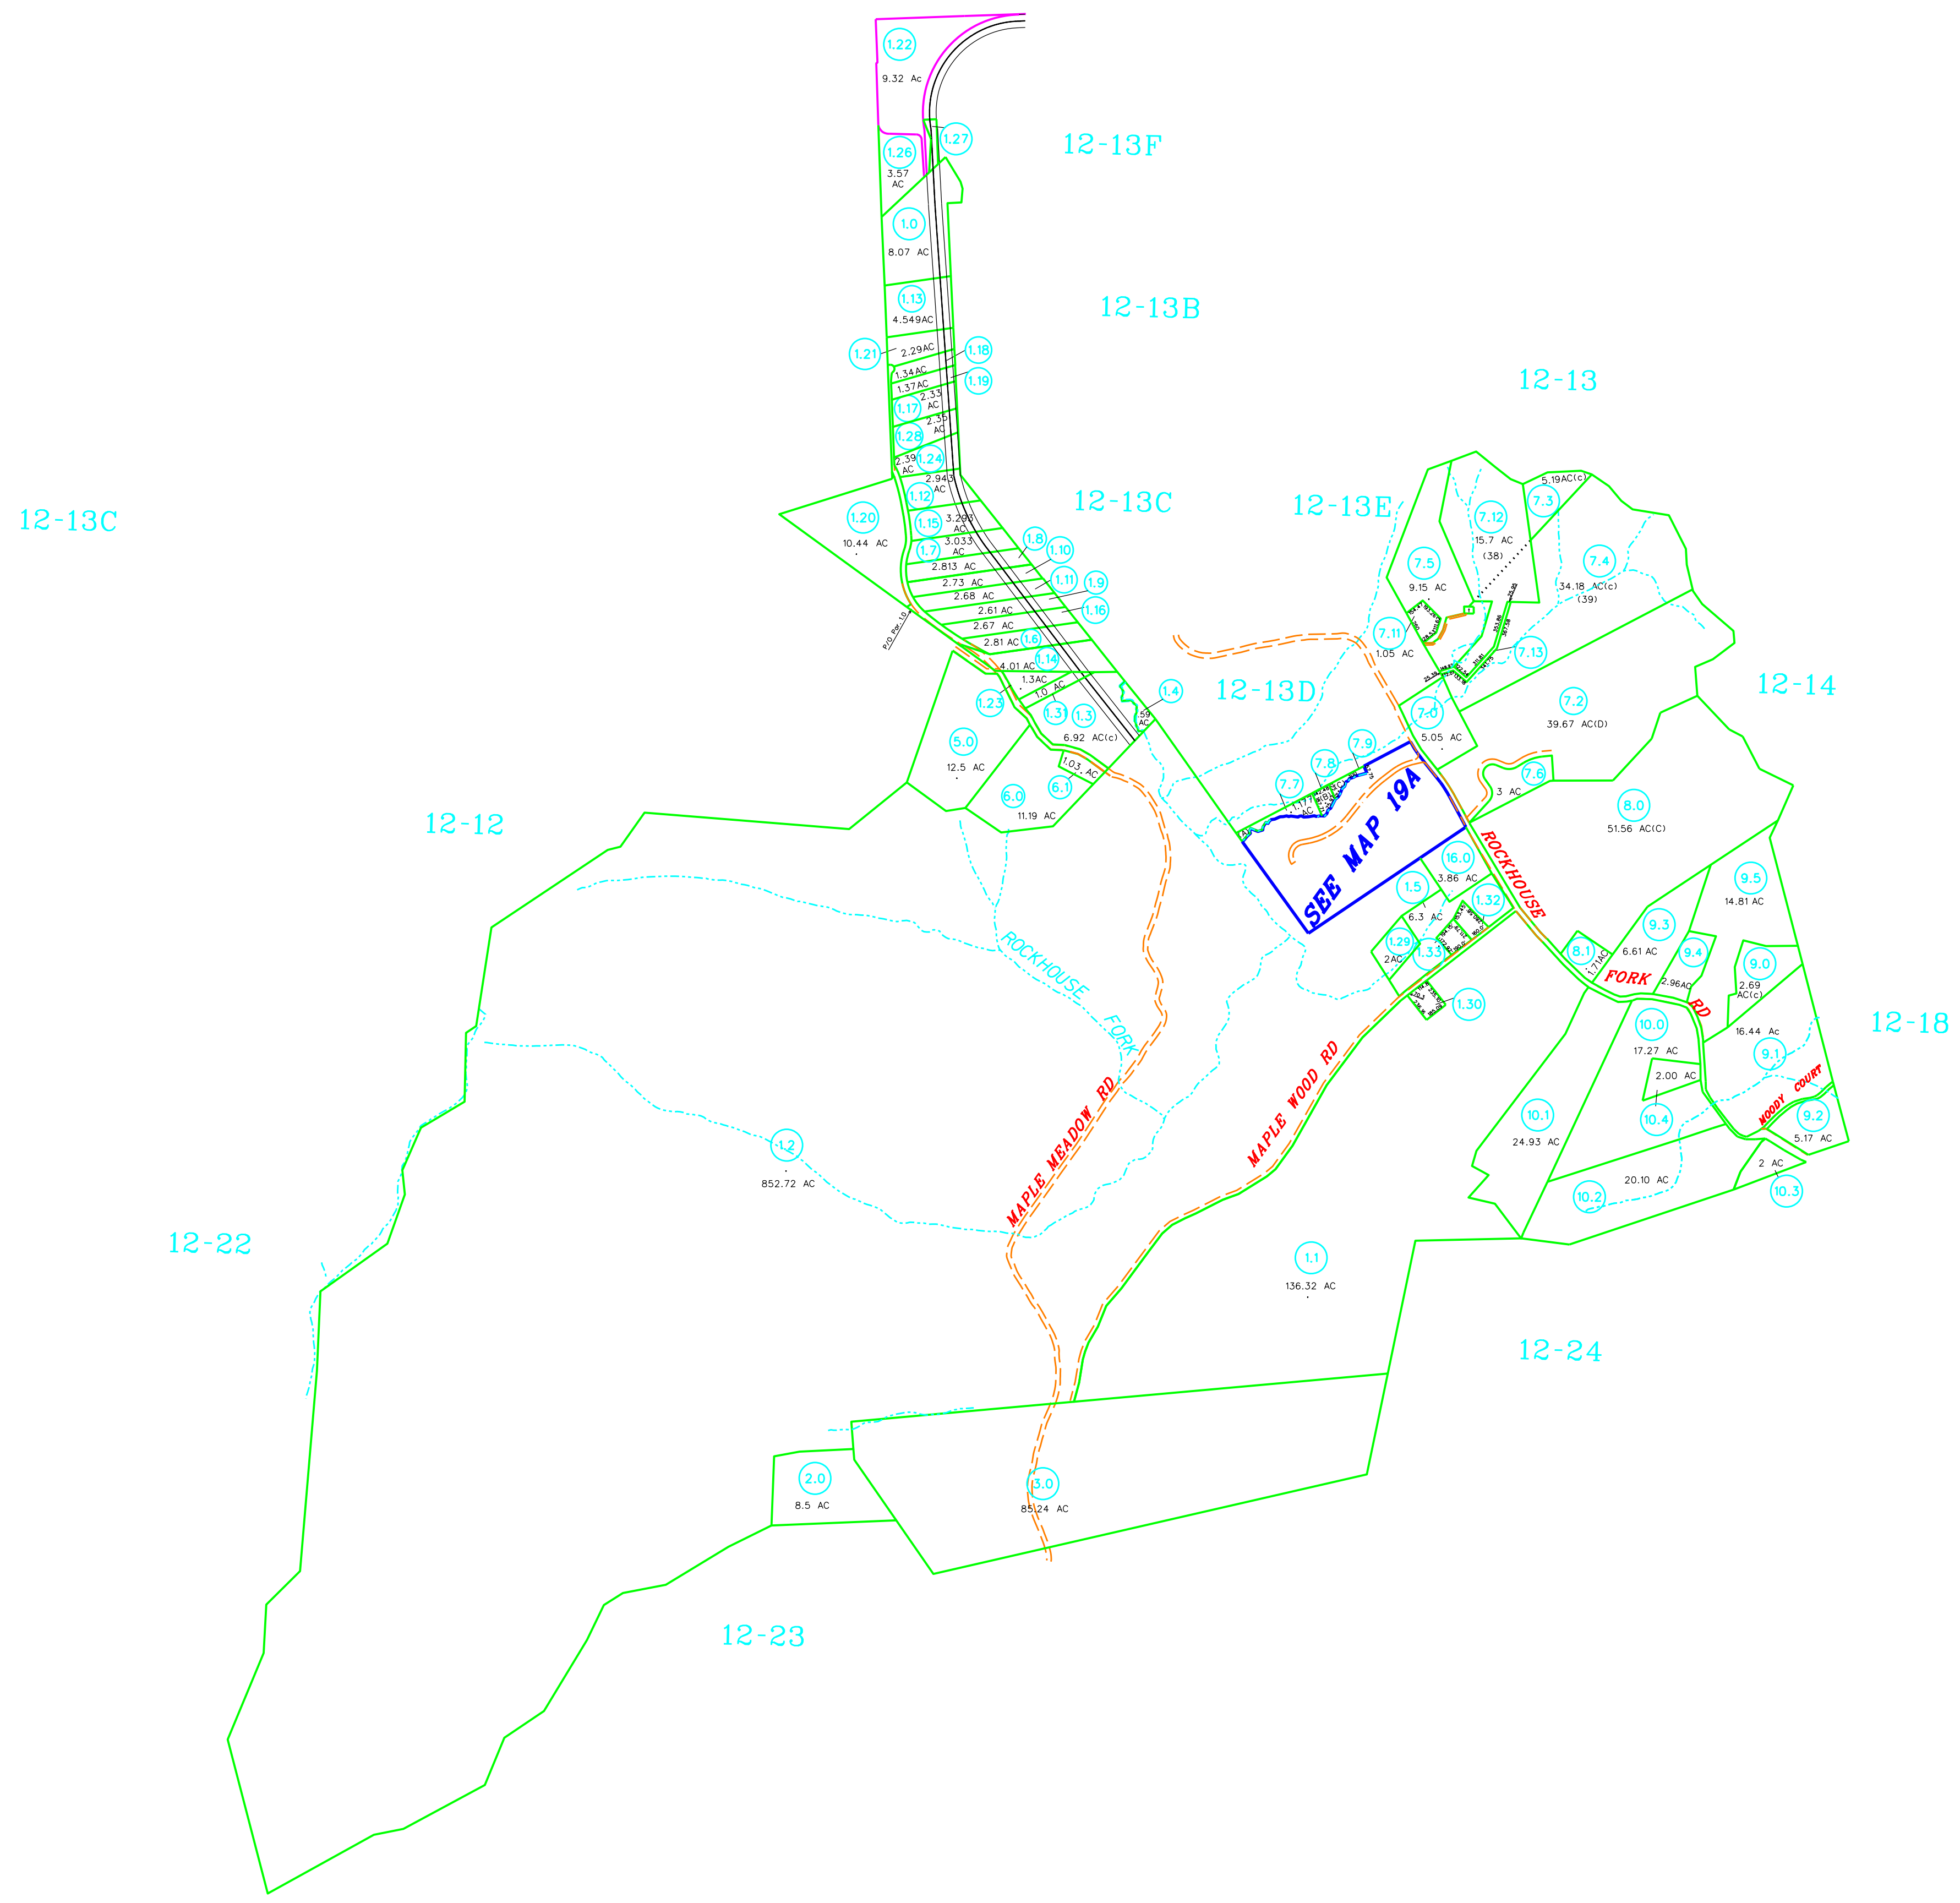 1.22
9.32 Ac
1.27
12-13F
1.26
3.57
AC
1.0
8.07 AC
1.13
4.549AC
12-13B
1.21
2.29AC
1.18
1.34AC
1.19
1.37AC
2.33
AC
1.17
2.35
AC
1.28
1.24
2.39
AC
2.943
AC
1.12
12-13
12-13C
12-13C
12-13E
1.20
10.44 AC
1.15
3.293
AC
3.033
AC
1.7
1.8
1.10
2.813 AC
2.73 AC
1.11
1.9
2.68 AC
2.61 AC
1.16
2.67 AC
P/O Par. 1.0
1.6
2.81 AC
1.14
4.01 AC
1.3AC
1.0 AC
1.23
1.31
1.3
6.92 AC(c)
1.4
.59
AC
12-13D
5.19AC(c)
7.3
7.12
15.7 AC
(38)
7.5
9.15 AC
7.4
34.18 AC(c)
(39)
7.11
1.05 AC
7.13
7.2
39.67 AC(D)
12-14
7.0
5.05 AC
5.0
12.5 AC
1.03 AC
6.1
6.0
11.19 AC
7.9
7.8
7.7
1.177
AC
SEE MAP 19A
7.6
3 AC
8.0
51.56 AC(C)
12-12
ROCKHOUSE
16.0
3.86 AC
1.5
6.3 AC
1.32
1.29
2AC
1.33
1.30
9.5
14.81 AC
9.3
6.61 AC
8.1
1.71AC
9.4
2.96AC
9.0
2.69
AC(c)
FORK
RD
ROCKHOUSE
FORK
12-18
10.0
17.27 AC
16.44 Ac
9.1
2.00 AC
MOODY COURT
10.4
9.2
5.17 AC
10.1
24.93 AC
2 AC
10.3
20.10 AC
10.2
1.2
852.72 AC
MAPLE MEADOW RD
MAPLE WOOD RD
12-22
1.1
136.32 AC
12-24
2.0
8.5 AC
3.0
85.24 AC
12-23